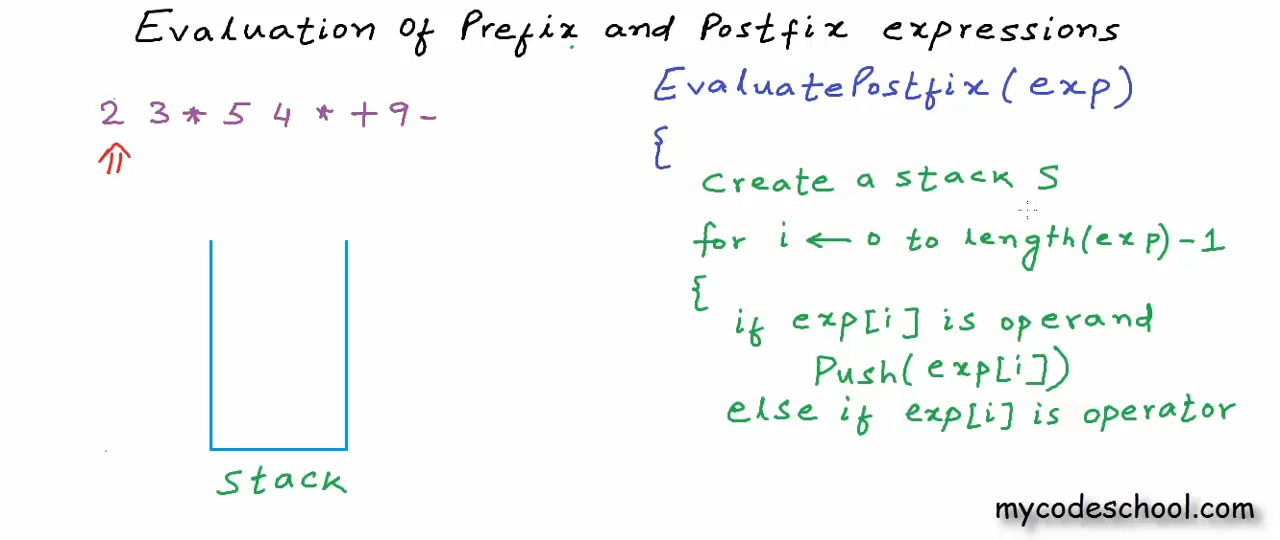 Evaluation of Prefix and Postfix expressions
2 3 * 5 4 * + 9 -
stack
EvaluatePostfix(exp)
{
create a stack S
for i ← 0 to length(exp) - 1
{
if exp[i] is operand
Push(exp[i])
else if exp[i] is operator
mycodeschool.com